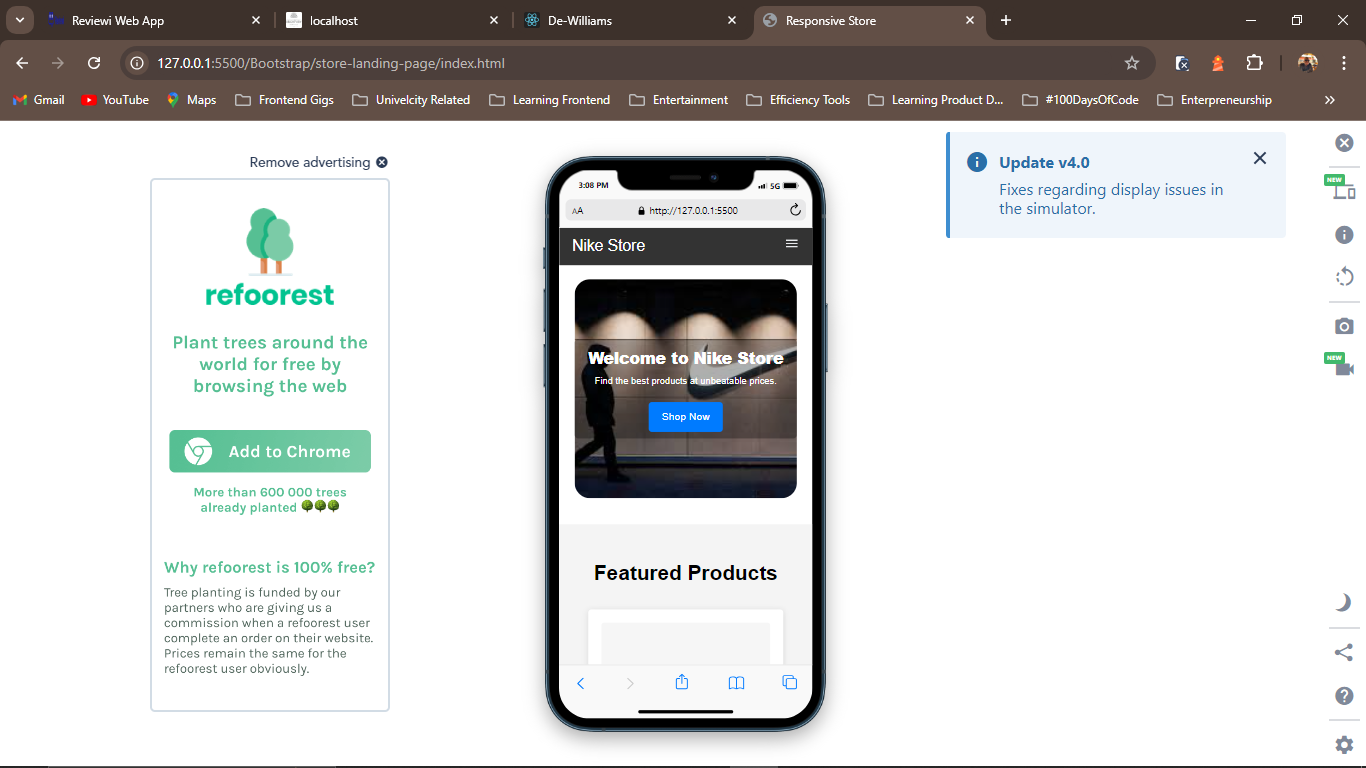 Reviewi Web App
localhost
De-Williams
Responsive Store
127.0.0.1:5500/Bootstrap/store-landing-page/index.html
Gmail
YouTube
Maps
Frontend Gigs
Univelcity Related
Learning Frontend
Entertainment
Efficiency Tools
Learning Product D...
#100DaysOfCode
Enterpreneurship
Remove advertising
refoorest
Plant trees around the
world for free by
browsing the web
Add to Chrome
More than 600 000 trees
already planted 🌳🌳🌳
Why refoorest is 100% free?
Tree planting is funded by our
partners who are giving us a
commission when a refoorest user
complete an order on their website.
Prices remain the same for the
refoorest user obviously.
3:08 PM
5G
AA
http://127.0.0.1:5500
Nike Store
Welcome to Nike Store
Find the best products at unbeatable prices.
Shop Now
Featured Products
Update v4.0
Fixes regarding display issues in
the simulator.
NEW
NEW